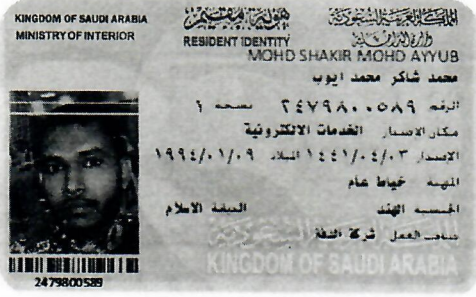 KINGDOM OF SAUDI ARABIA
MINISTRY OF INTERIOR
هوية مقيم
RESIDENT IDENTITY
المملكة العربية السعودية
وزارة الداخلية
MOHD SHAKIR MOHD AYYUB
محمد شاكر محمد ايوب
الرقم ٢٤٧٩٨٠٠٥٨٩ نسخة ١
مكان الاصدار الخدمات الالكترونية
الاصدار ١٤٤١/٠٤/٠٣ الميلاد ١٩٩٤/٠١/٠٩
المهنة خياط عام
الجنسية الهند الديانة الاسلام
صاحب العمل شركة
KINGDOM OF SAUDI ARABIA
2479800589